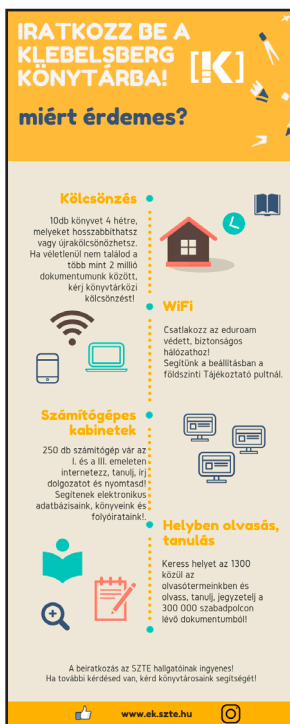 IRATKOZZ BE A
KLEBELSBERG
KÖNYTÁRBA!
[!K]
miért érdemes?
Kölcsönzés
10db könyvet 4 hétre,
melyeket hosszabbíthatsz
vagy újrakölcsönözhetsz.
Ha véletlenül nem találod a
több mint 2 millió
dokumentumunk között,
kérj könyvtárközi
kölcsönzést!
WiFi
Csatlakozz az eduroam
védett, biztonságos
hálózathoz!
Segítünk a beállításban a
földszinti Tájékoztató pultnál.
Számítógépes
kabinetek
250 db számítógép vár az
I. és a III. emeleten
internetezz, tanulj, írj
dolgozatot és nyomtasd!
Segítenek elektronikus
adatbázisaink, könyveink és
folyóirataink!.
Helyben olvasás,
tanulás
Keress helyet az 1300
közül az
olvasótermeinkben és
olvass, tanulj, jegyzetelj a
300 000 szabadpolcon
lévő dokumentumból!
A beiratkozás az SZTE hallgatóinak ingyenes!
Ha további kérdésed van, kérd könyvtárosaink segítségét!
www.ek.szte.hu